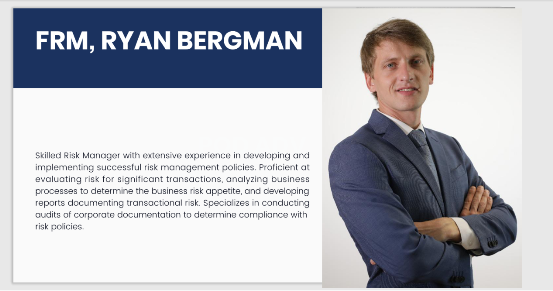 FRM, RYAN BERGMAN
Skilled Risk Manager with extensive experience in developing and
implementing successful risk management policies. Proficient at
evaluating risk for significant transactions, analyzing business
processes to determine the business risk appetite, and developing
reports documenting transactional risk. Specializes in conducting
audits of corporate documentation to determine compliance with
risk policies.